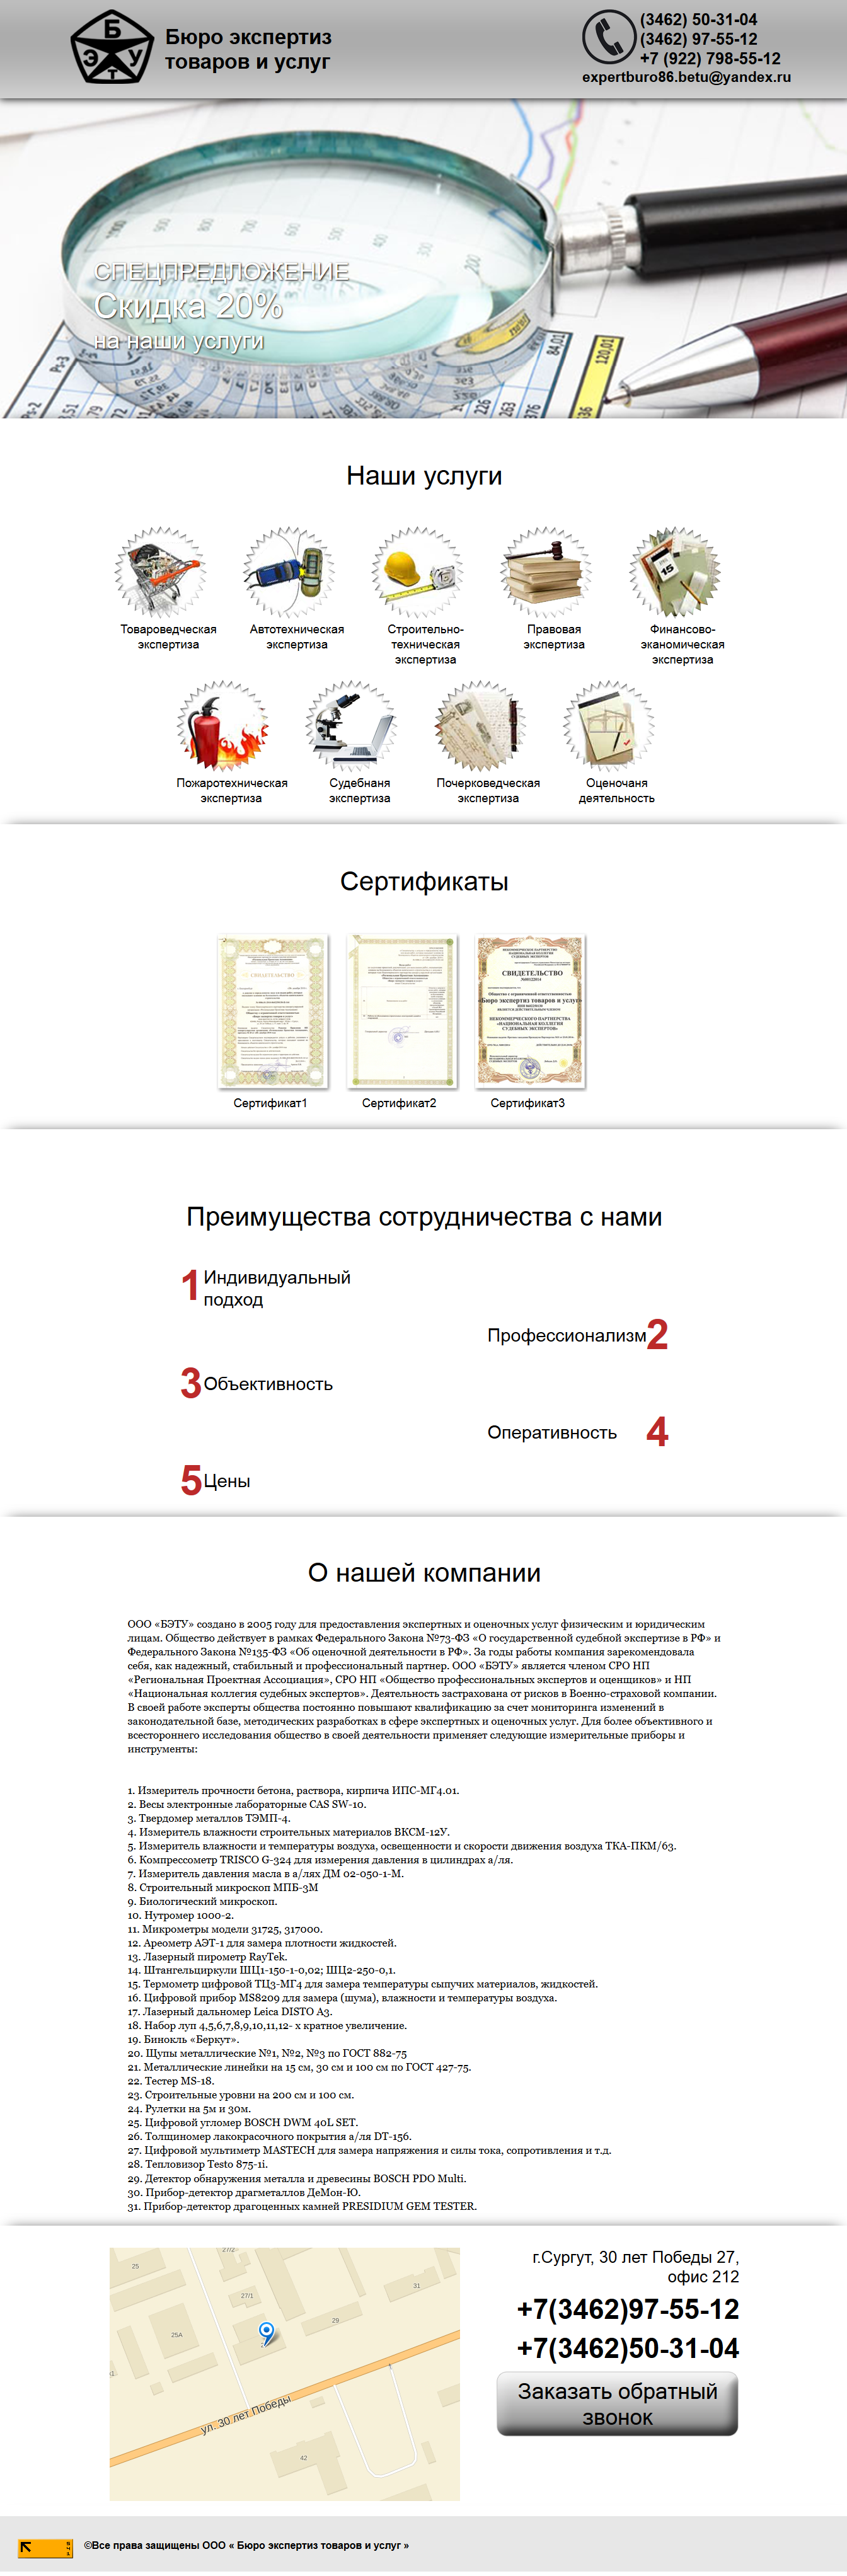 Бюро экспертиз
товаров и услуг
Б
Э
У
Т
(3462) 50-31-04
(3462) 97-55-12
+7 (922) 798-55-12
expertburo86.betu@yandex.ru
СПЕЦПРЕДЛОЖЕНИЕ
Скидка 20%
на наши услуги
Наши услуги
Товароведческая
экспертиза
Автотехническая
экспертиза
Строительно-
техническая
экспертиза
Правовая
экспертиза
Финансово-
эканомическая
экспертиза
Пожаротехническая
экспертиза
Судебнаня
экспертиза
Почерковедческая
экспертиза
Оценочаня
деятельность
Сертификаты
СВИДЕТЕЛЬСТВО
СВИДЕТЕЛЬСТВО
«Бюро экспертиз товаров и услуг»
Сертификат1
Сертификат2
Сертификат3
Преимущества сотрудничества с нами
1 Индивидуальный
подход
Профессионализм 2
3 Объективность
Оперативность 4
5 Цены
О нашей компании
ООО «БЭТУ» создано в 2005 году для предоставления экспертных и оценочных услуг физическим и юридическим
лицам. Общество действует в рамках Федерального Закона №73-ФЗ «О государственной судебной экспертизе в РФ» и
Федерального Закона №135-ФЗ «Об оценочной деятельности в РФ». За годы работы компания зарекомендовала
себя, как надежный, стабильный и профессиональный партнер. ООО «БЭТУ» является членом СРО НП
«Региональная Проектная Ассоциация», СРО НП «Общество профессиональных экспертов и оценщиков» и НП
«Национальная коллегия судебных экспертов». Деятельность застрахована от рисков в Военно-страховой компании.
В своей работе эксперты общества постоянно повышают квалификацию за счет мониторинга изменений в
законодательной базе, методических разработках в сфере экспертных и оценочных услуг. Для более объективного и
всестороннего исследования общество в своей деятельности применяет следующие измерительные приборы и
инструменты:
1. Измеритель прочности бетона, раствора, кирпича ИПС-МГ4.01.
2. Весы электронные лабораторные CAS SW-10.
3. Твердомер металлов ТЭМП-4.
4. Измеритель влажности строительных материалов ВКСМ-12У.
5. Измеритель влажности и температуры воздуха, освещенности и скорости движения воздуха ТКА-ПКМ/63.
6. Компрессометр TRISCO G-324 для измерения давления в цилиндрах а/ля.
7. Измеритель давления масла в а/лях ДМ 02-050-1-М.
8. Строительный микроскоп МПБ-3М
9. Биологический микроскоп.
10. Нутромер 1000-2.
11. Микрометры модели 31725, 317000.
12. Ареометр АЭТ-1 для замера плотности жидкостей.
13. Лазерный пирометр RayTek.
14. Штангельциркули ШЦ1-150-1-0,02; ШЦ2-250-0,1.
15. Термометр цифровой ТЦ3-МГ4 для замера температуры сыпучих материалов, жидкостей.
16. Цифровой прибор MS8209 для замера (шума), влажности и температуры воздуха.
17. Лазерный дальномер Leica DISTO A3.
18. Набор луп 4,5,6,7,8,9,10,11,12- х кратное увеличение.
19. Бинокль «Беркут».
20. Щупы металлические №1, №2, №3 по ГОСТ 882-75
21. Металлические линейки на 15 см, 30 см и 100 см по ГОСТ 427-75.
22. Тестер MS-18.
23. Строительные уровни на 200 см и 100 см.
24. Рулетки на 5м и 30м.
25. Цифровой угломер BOSCH DWM 40L SET.
26. Толщиномер лакокрасочного покрытия а/ля DT-156.
27. Цифровой мультиметр MASTECH для замера напряжения и силы тока, сопротивления и т.д.
28. Тепловизор Testo 875-1i.
29. Детектор обнаружения металла и древесины BOSCH PDO Multi.
30. Прибор-детектор драгметаллов ДеМон-Ю.
31. Прибор-детектор драгоценных камней PRESIDIUM GEM TESTER.
27/2
25
27/1
31
29
25А
ул. 30 лет Победы
42
г.Сургут, 30 лет Победы 27,
офис 212
+7(3462)97-55-12
+7(3462)50-31-04
Заказать обратный
звонок
©Все права защищены ООО « Бюро экспертиз товаров и услуг »